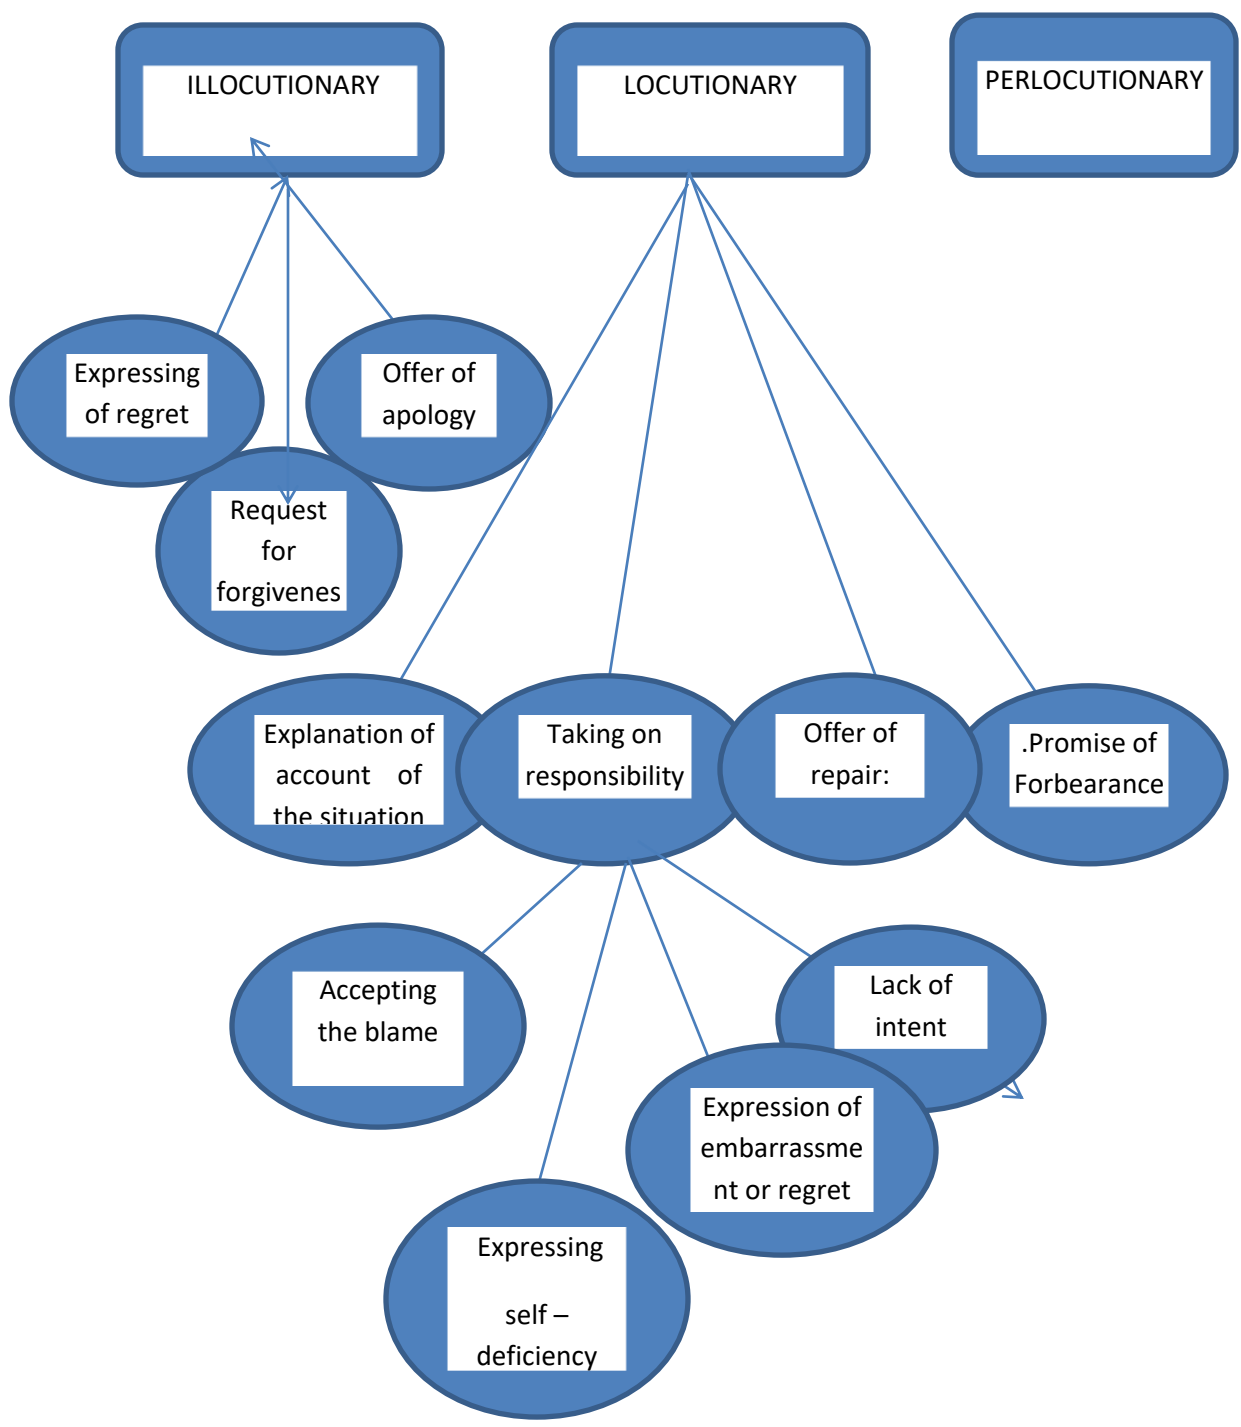 ILLOCUTIONARY
LOCUTIONARY
PERLOCUTIONARY
Expressing
of regret
Offer of
apology
Request
for
forgivenes
Explanation of
account of
the situation
Taking on
responsibility
Offer of
repair:
.Promise of
Forbearance
Accepting
the blame
Lack of
intent
Expression of
embarrassme
nt or regret
Expressing
self –
deficiency